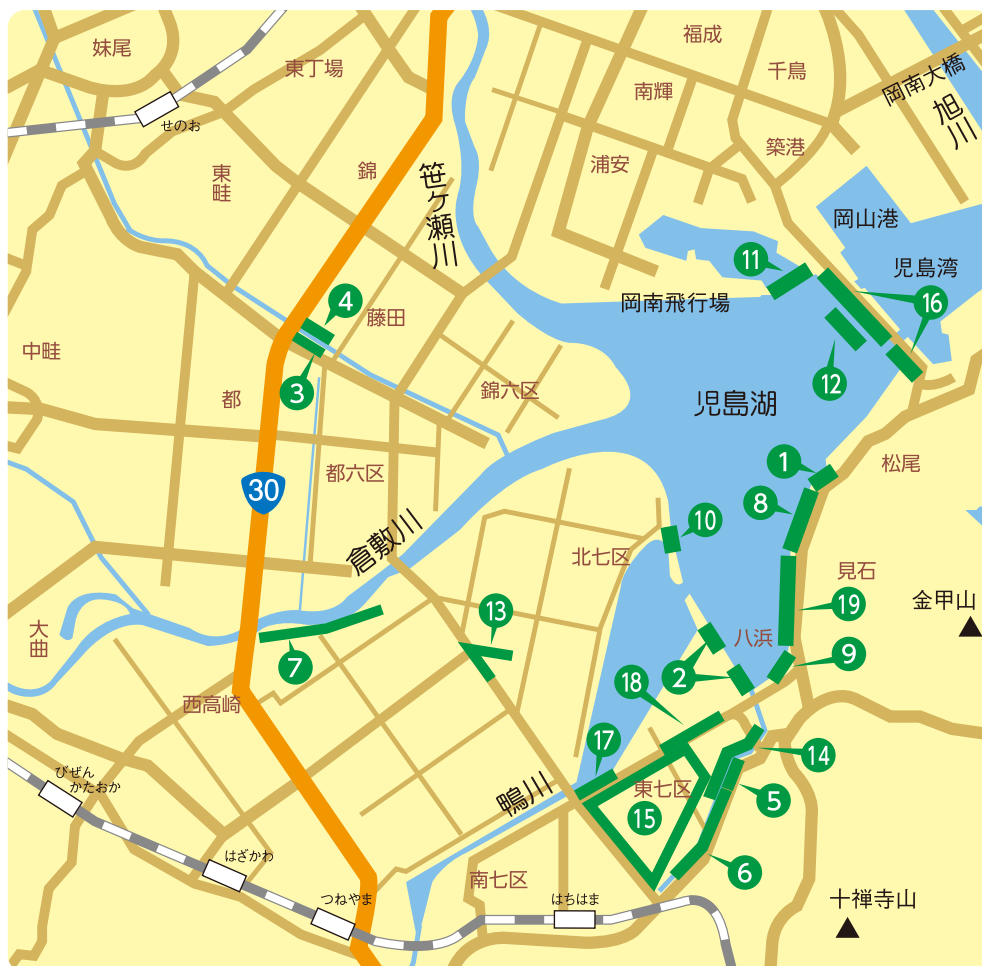 妹尾
東丁場
福成
千鳥
南輝
岡南大橋
旭川
せのお
築港
東畦
錦
笹ヶ瀬川
浦安
岡山港
児島湾
11
岡南飛行場
16
4
藤田
中畦
3
都
錦六区
12
児島湖
松尾
1
都六区
30
8
10
倉敷川
北七区
見石
金甲山
19
13
大曲
八浜
7
9
2
18
西高崎
17
14
びぜん
かたおか
東七区
5
鴨川
15
はざかわ
6
南七区
つねやま
はちはま
十禅寺山